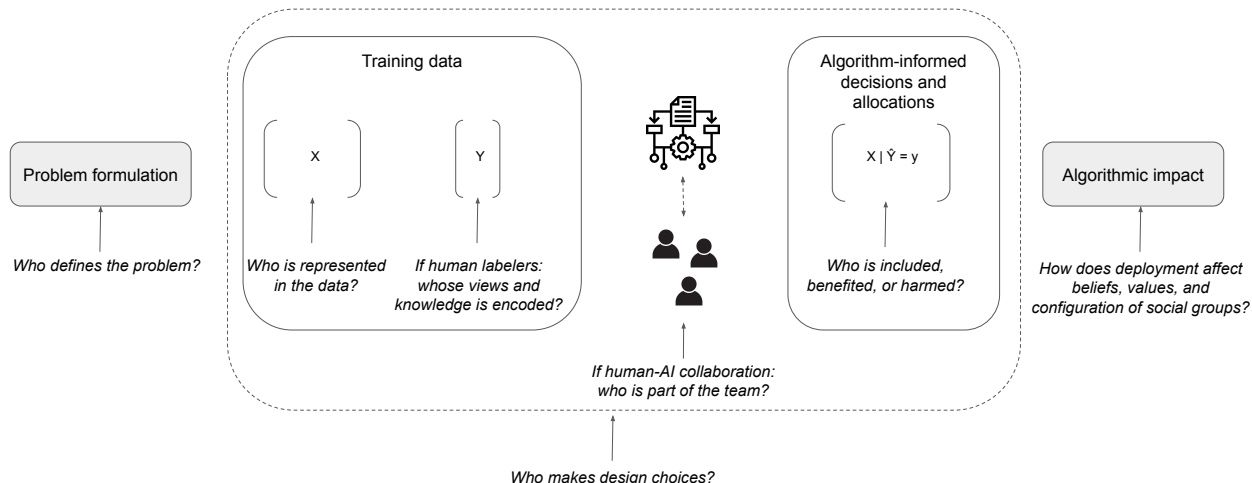 Problem formulation
Who defines the problem?
Training data
X
Y
Who is represented
in the data?
If human labelers:
whose views and
knowledge is encoded?
If human-AI collaboration:
who is part of the team?
Algorithm-informed
decisions and
allocations
X | Ŷ = y
Who is included,
benefited, or harmed?
Algorithmic impact
How does deployment affect
beliefs, values, and
configuration of social groups?
Who makes design choices?